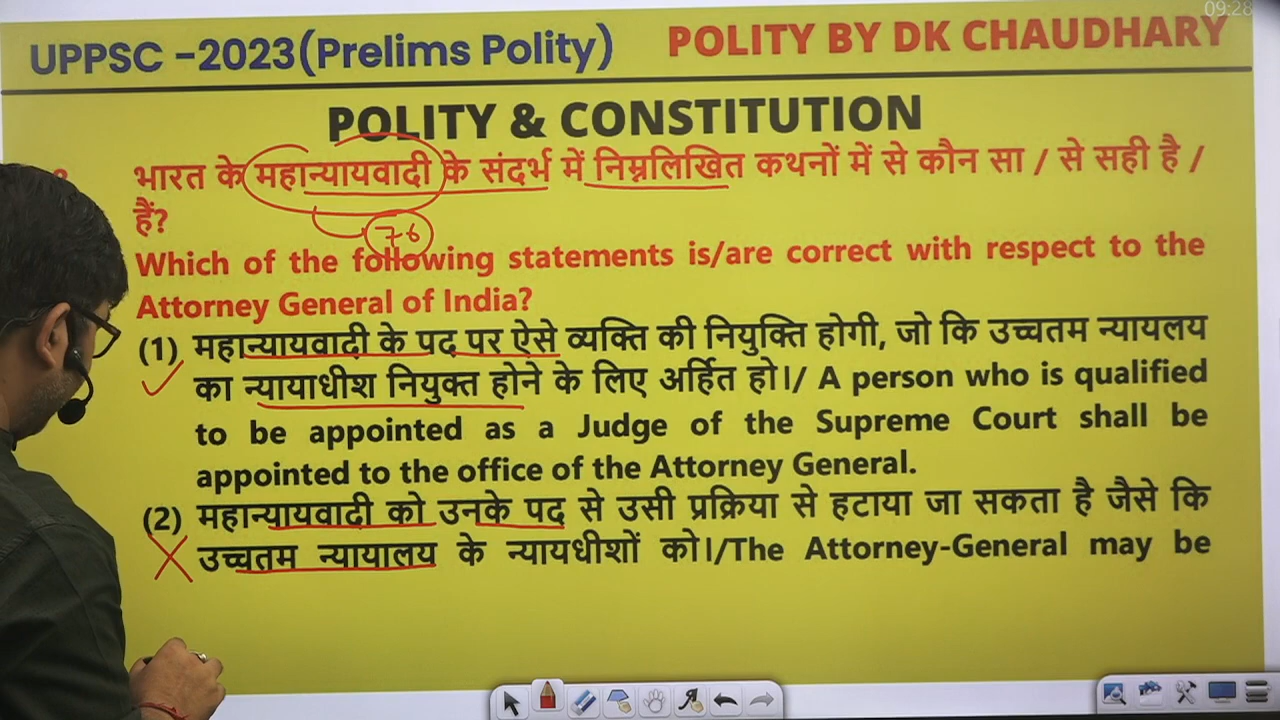 09:28
UPPSC -2023(Prelims Polity) POLITY BY DK CHAUDHARY
POLITY & CONSTITUTION
भारत के महान्यायवादी के संदर्भ में निम्नलिखित कथनों में से कौन सा / से सही है /
हैं?
76
Which of the following statements is/are correct with respect to the
Attorney General of India?
(1) महान्यायवादी के पद पर ऐसे व्यक्ति की नियुक्ति होगी, जो कि उच्चतम न्यायलय
का न्यायाधीश नियुक्त होने के लिए अर्हित हो।/ A person who is qualified
to be appointed as a Judge of the Supreme Court shall be
appointed to the office of the Attorney General.
(2) महान्यायवादी को उनके पद से उसी प्रक्रिया से हटाया जा सकता है जैसे कि
उच्चतम न्यायालय के न्यायधीशों को।/The Attorney-General may be